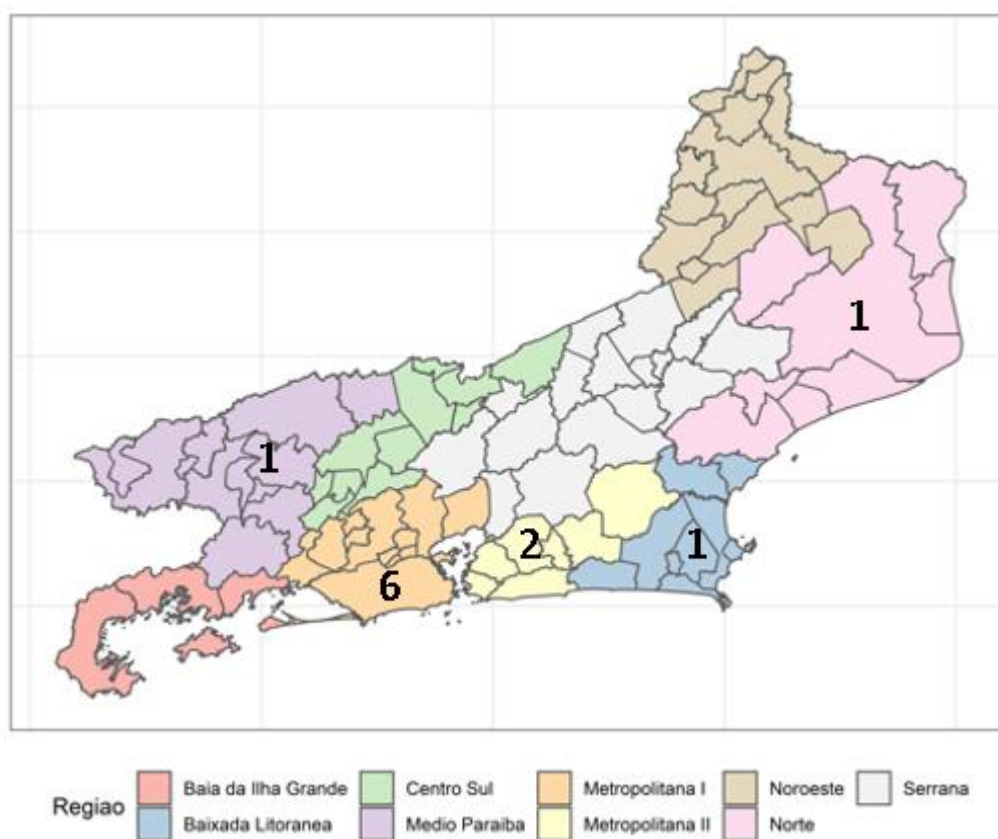 1
1
2
1
6
Regiao
Baia da Ilha Grande
Centro Sul
Metropolitana I
Noroeste
Serrana
Baixada Litoranea
Medio Paraiba
Metropolitana II
Norte